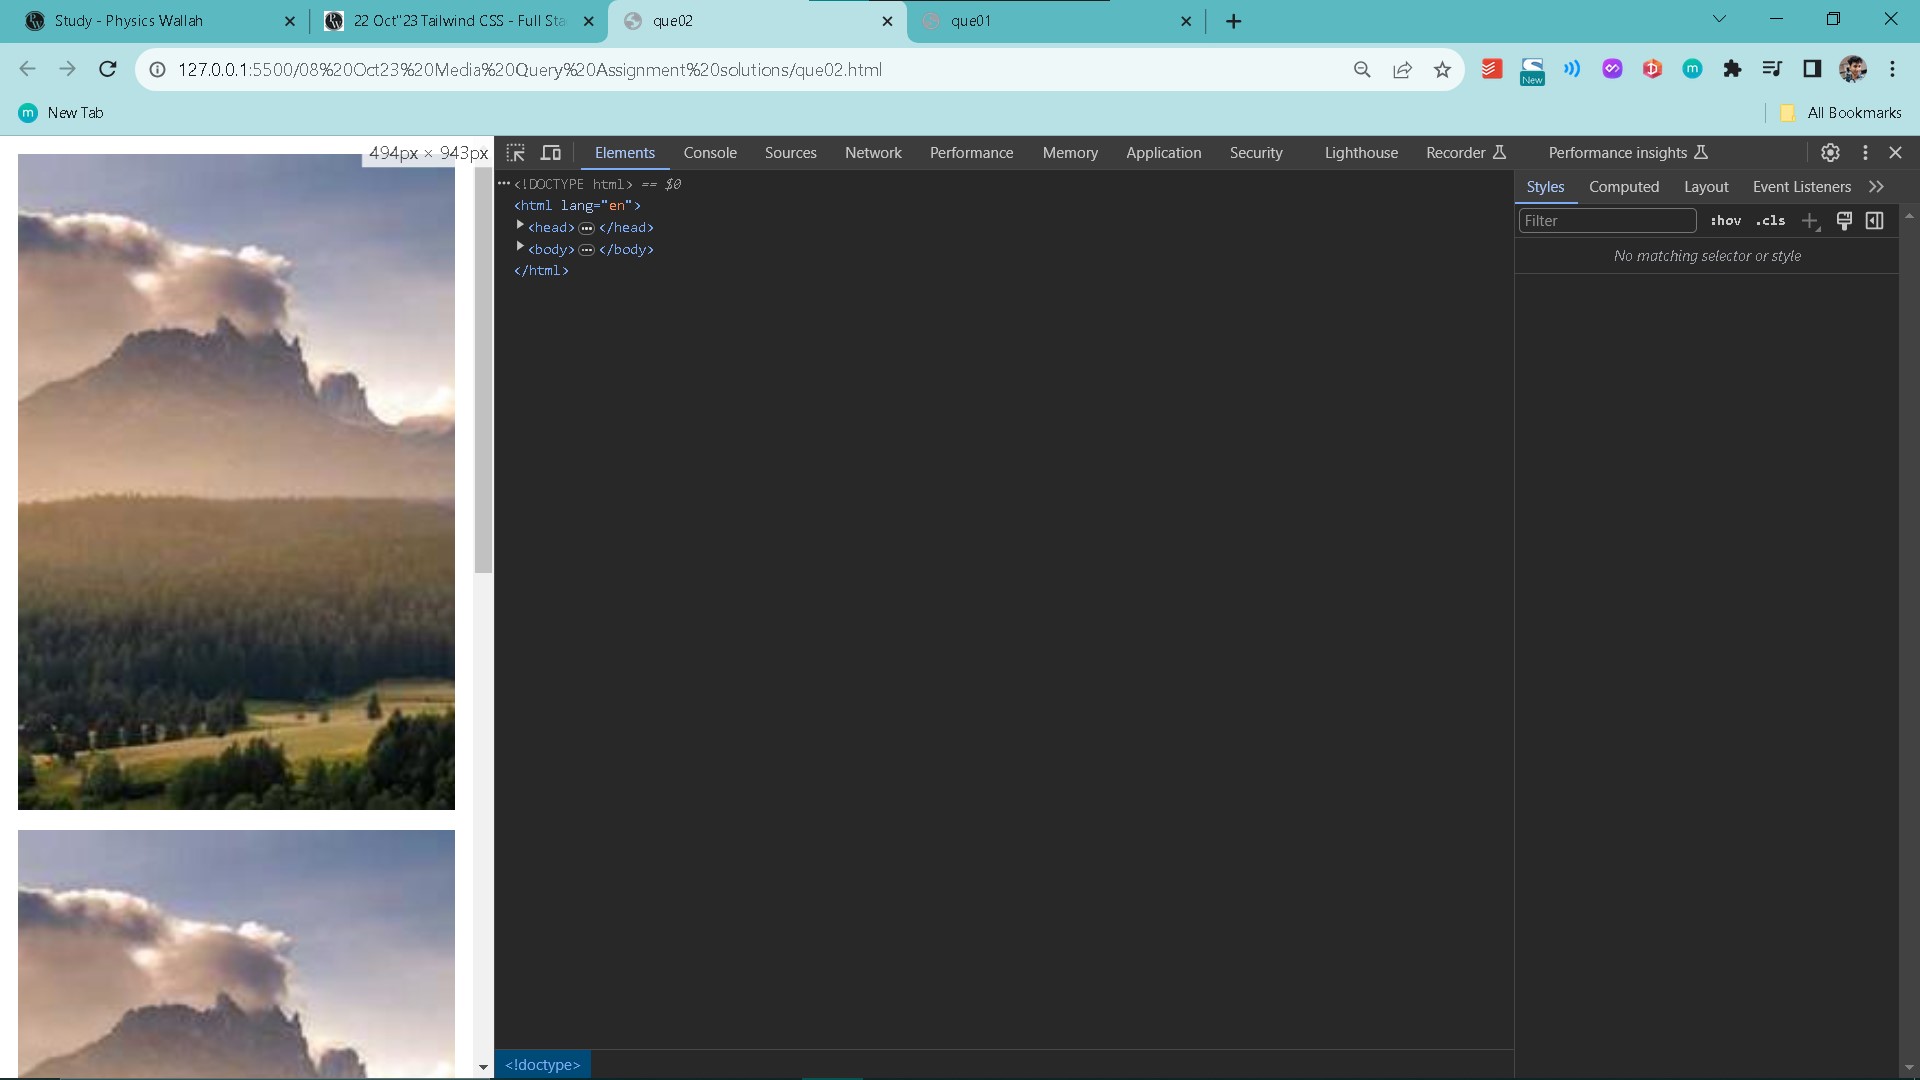 Study - Physics Wallah
22 Oct"23 Tailwind CSS - Full Sta
que02
que01
127.0.0.1:5500/08%20Oct23%20Media%20Query%20Assignment%20solutions/que02.html
New
m
m
New Tab
All Bookmarks
494px × 943px
Elements
Console
Sources
Network
Performance
Memory
Application
Security
Lighthouse
Recorder
Performance insights
<!DOCTYPE html> == $0
<html lang="en">
<head> ••• </head>
<body> ••• </body>
</html>
Styles
Computed
Layout
Event Listeners
Filter
:hov
.cls
No matching selector or style
<!doctype>